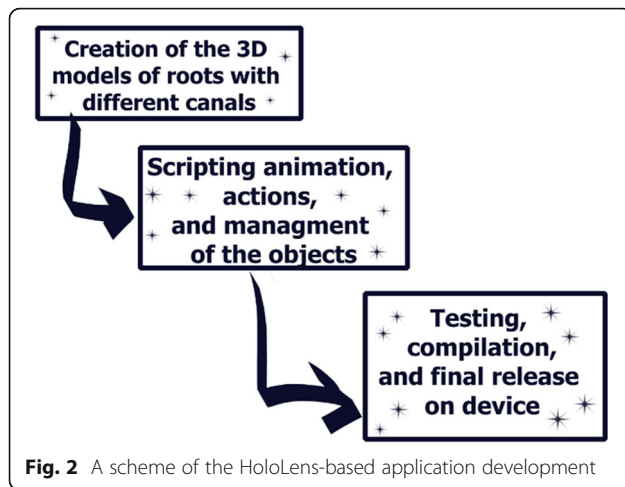 Creation of the 3D
models of roots with
different canals
Scripting animation,
actions,
and managment
of the objects
Testing,
compilation,
and final release
on device
Fig. 2 A scheme of the HoloLens-based application development